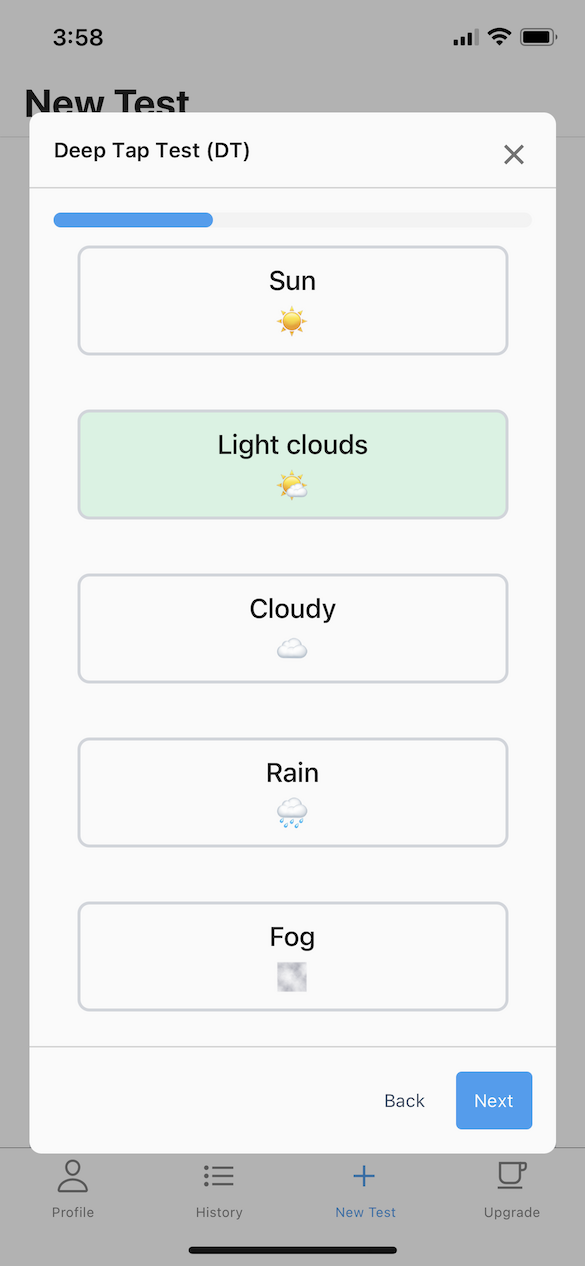 3:58
New Test
Deep Tap Test (DT)
Sun
Light clouds
Cloudy
Rain
Fog
Back
Next
Profile
History
New Test
Upgrade